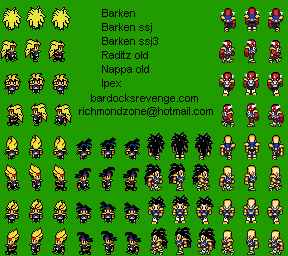 Barken
Barken ssj
Barken ssj3
Raditz old
Nappa old
Ipex
bardocksrevenge.com
richmondzone@hotmail.com